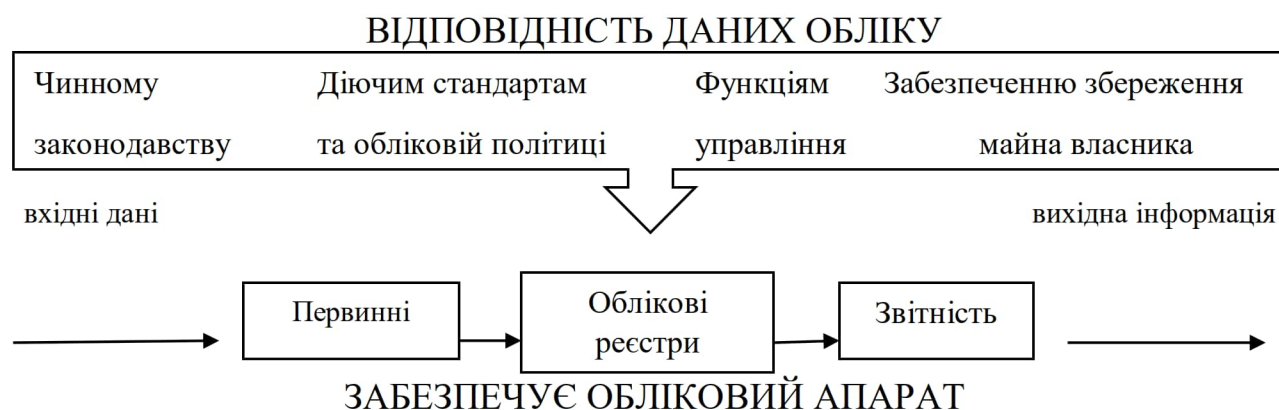 ВІДПОВІДНІСТЬ ДАНИХ ОБЛІКУ
Чинному Діючим стандартам Функціям Забезпеченню збереження
законодавству та обліковій політиці управління майна власника
вхідні дані вихідна інформація
Первинні Облікові реєстри Звітність
ЗАБЕЗПЕЧУЄ ОБЛІКОВИЙ АПАРАТ